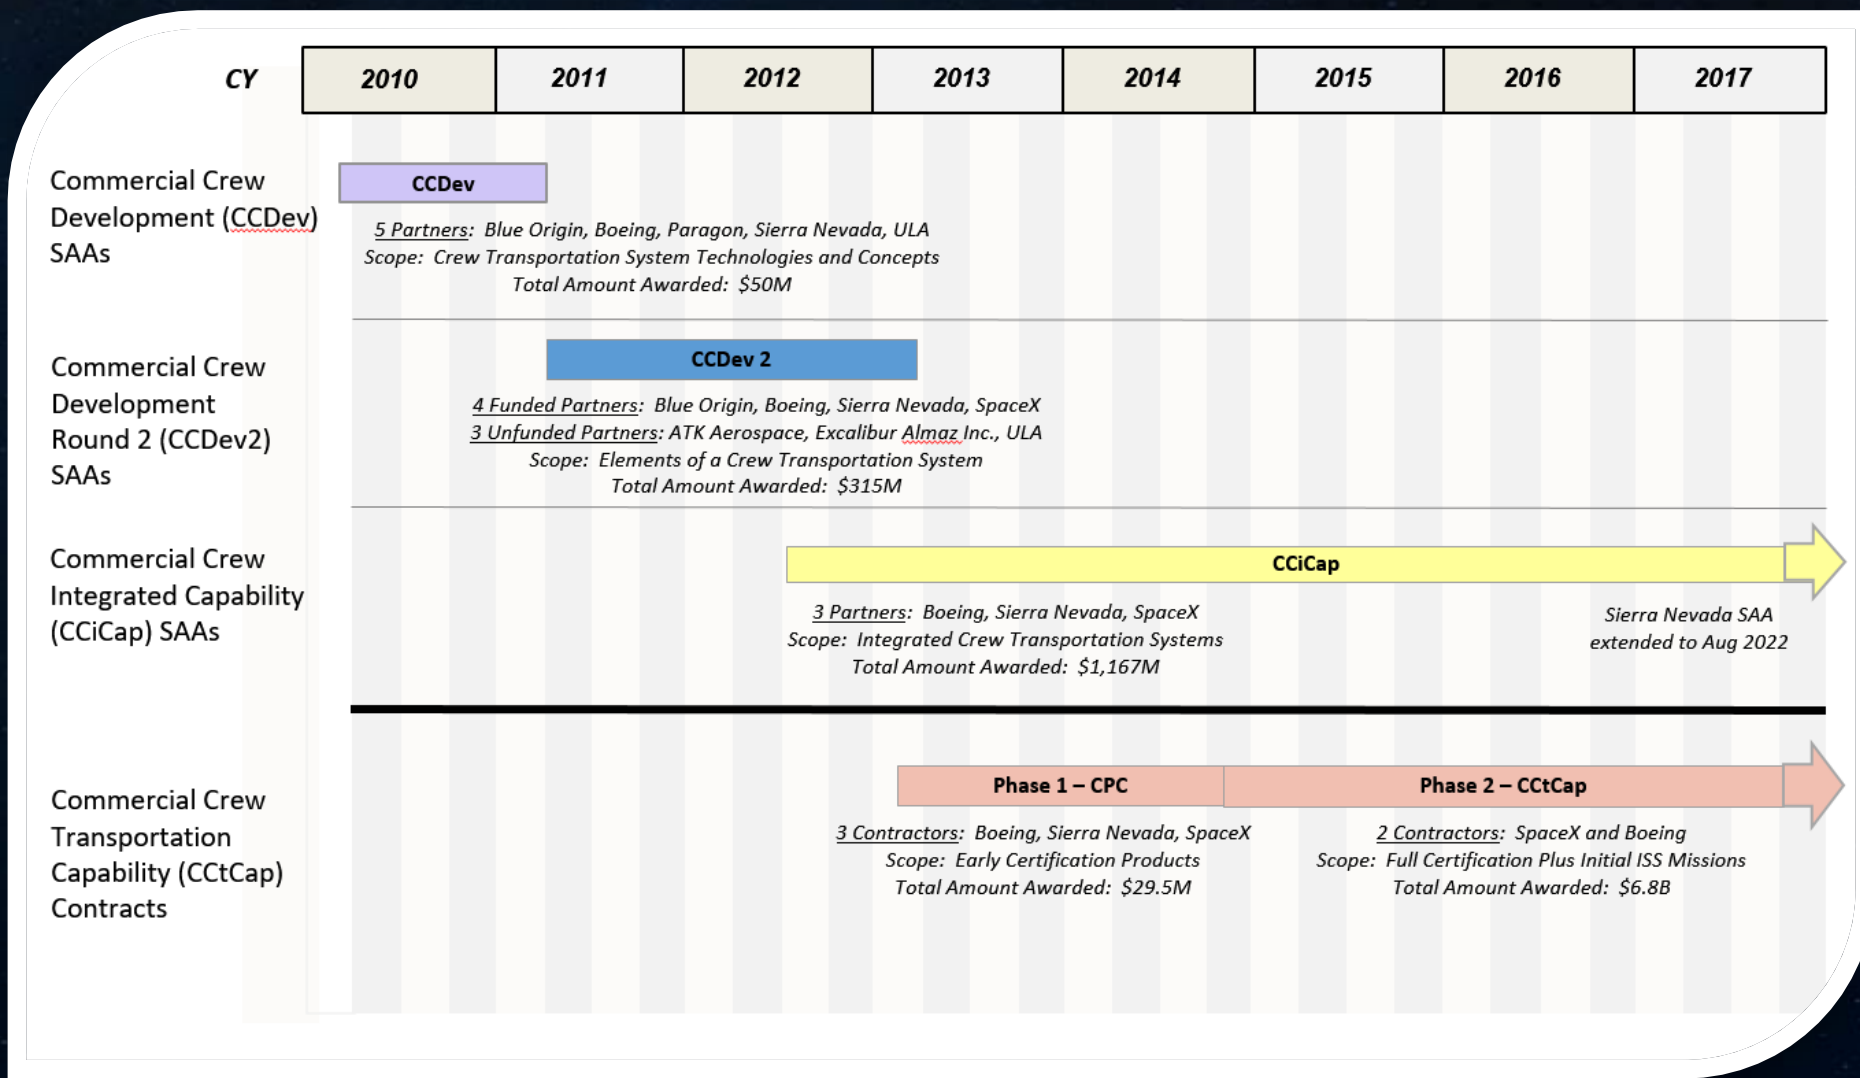 CY 2010 2011 2012 2013 2014 2015 2016 2017
Commercial Crew
Development (CCDev)
SAAs
CCDev
5 Partners: Blue Origin, Boeing, Paragon, Sierra Nevada, ULA
Scope: Crew Transportation System Technologies and Concepts
Total Amount Awarded: $50M
Commercial Crew
Development
Round 2 (CCDev2)
SAAs
CCDev 2
4 Funded Partners: Blue Origin, Boeing, Sierra Nevada, SpaceX
3 Unfunded Partners: ATK Aerospace, Excalibur Almaz Inc., ULA
Scope: Elements of a Crew Transportation System
Total Amount Awarded: $315M
Commercial Crew
Integrated Capability
(CCiCap) SAAs
CCiCap
3 Partners: Boeing, Sierra Nevada, SpaceX
Scope: Integrated Crew Transportation Systems
Total Amount Awarded: $1,167M
Sierra Nevada SAA
extended to Aug 2022
Commercial Crew
Transportation
Capability (CCtCap)
Contracts
Phase 1 – CPC
3 Contractors: Boeing, Sierra Nevada, SpaceX
Scope: Early Certification Products
Total Amount Awarded: $29.5M
Phase 2 – CCtCap
2 Contractors: SpaceX and Boeing
Scope: Full Certification Plus Initial ISS Missions
Total Amount Awarded: $6.8B